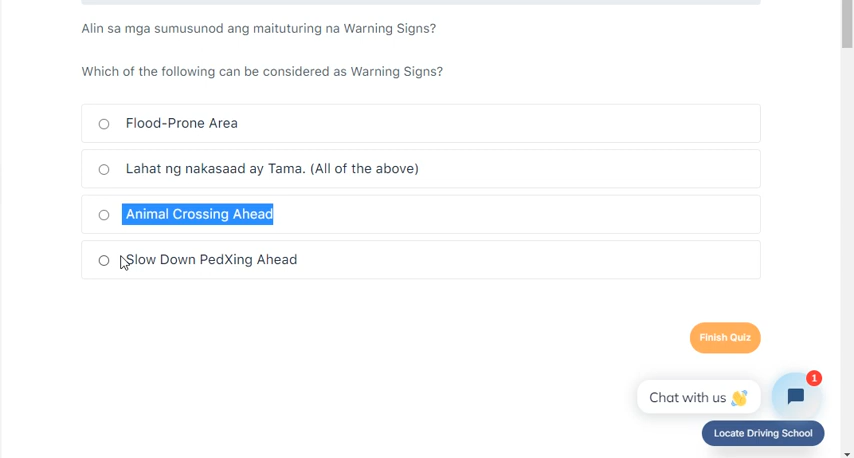 Alin sa mga sumusunod ang maituturing na Warning Signs?
Which of the following can be considered as Warning Signs?
Flood-Prone Area
Lahat ng nakasaad ay Tama. (All of the above)
Animal Crossing Ahead
Slow Down PedXing Ahead
Finish Quiz
1
Chat with us 👋
Locate Driving School